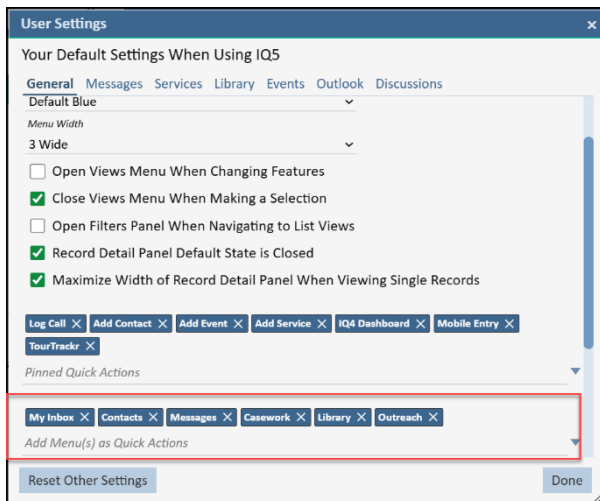 User Settings
Your Default Settings When Using IQ5
General Messages Services Library Events Outlook Discussions
Default Blue
Menu Width
3 Wide
Open Views Menu When Changing Features
Close Views Menu When Making a Selection
Open Filters Panel When Navigating to List Views
Record Detail Panel Default State is Closed
Maximize Width of Record Detail Panel When Viewing Single Records
Log Call Add Contact Add Event Add Service IQ4 Dashboard Mobile Entry
TourTrackr
Pinned Quick Actions
My Inbox Contacts Messages Casework Library Outreach
Add Menu(s) as Quick Actions
Reset Other Settings Done